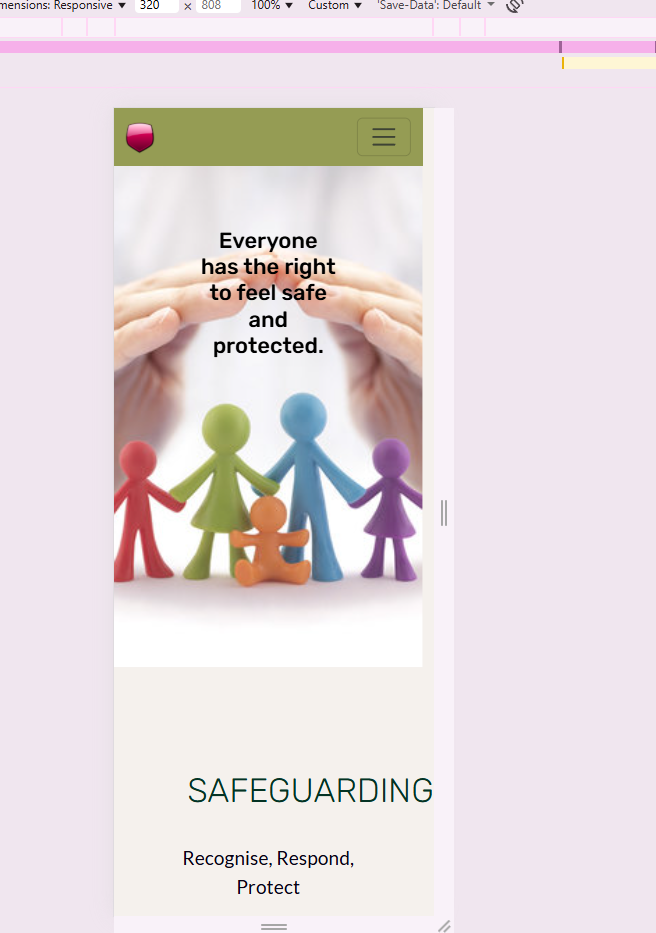 Dimensions: Responsive 320 × 808 100% Custom 'Save-Data': Default
Everyone
has the right
to feel safe
and
protected.
SAFEGUARDING
Recognise, Respond,
Protect